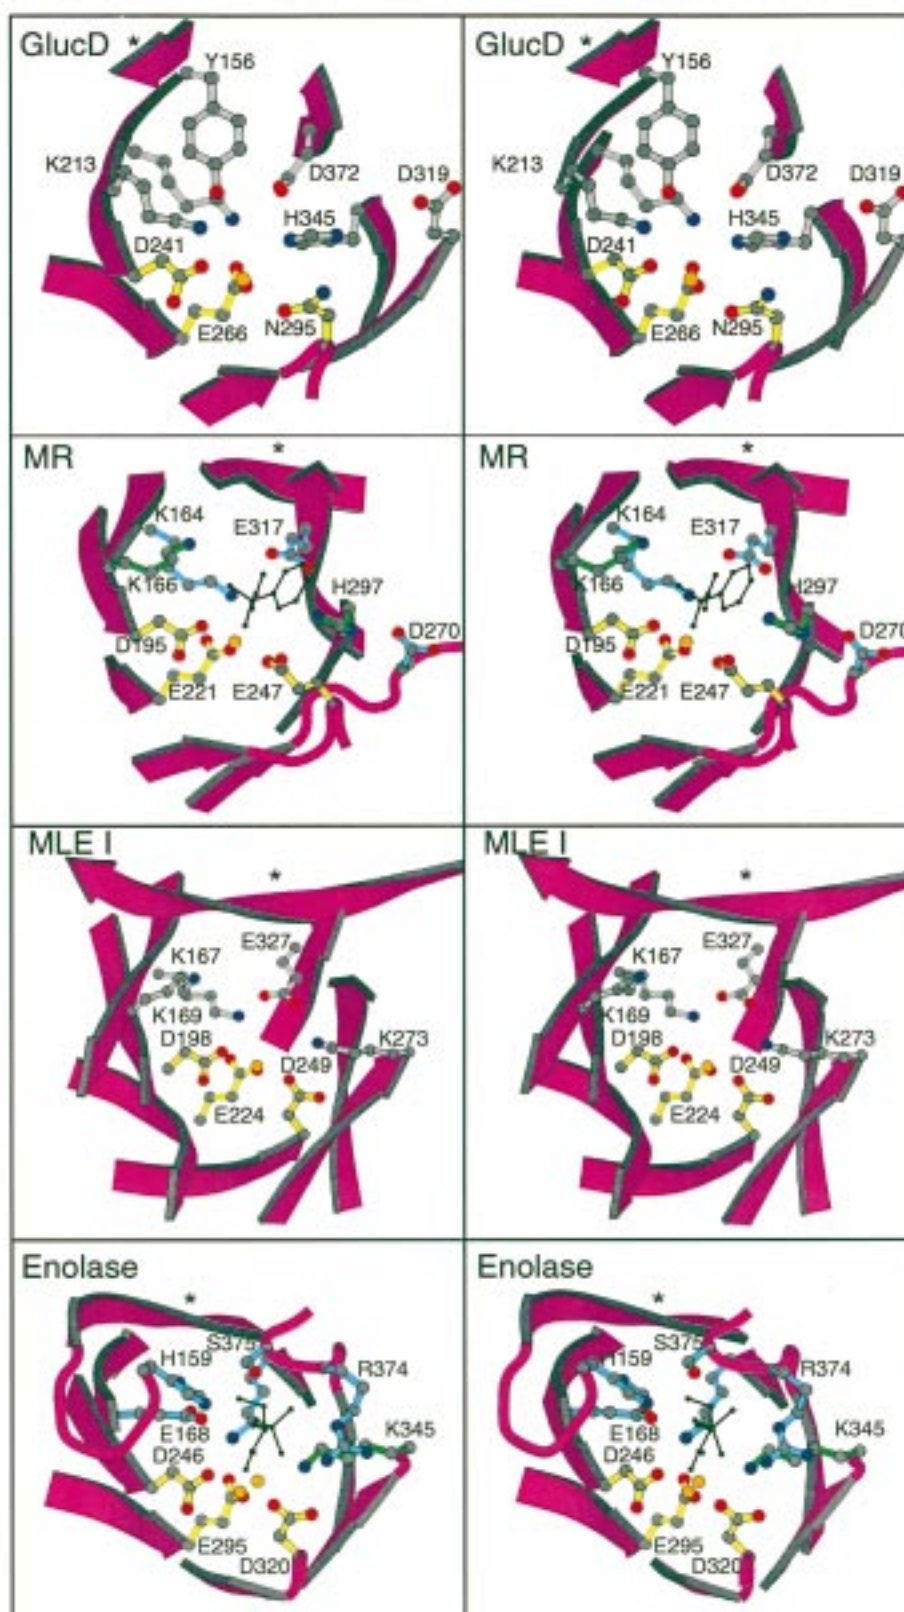 GlucD *
Y156
K213
D372
D319
H345
D241
E266
N295
GlucD *
Y156
K213
D372
D319
H345
D241
E266
N295
MR
*
K164
E317
K166
H297
D195
D270
E221
E247
MR
*
K164
E317
K166
H297
D195
D270
E221
E247
MLE I
*
E327
K167
K169
D198
K273
D249
E224
MLE I
*
E327
K167
K169
D198
K273
D249
E224
Enolase
*
S375
H159
R374
E168
K345
D246
E295
D320
Enolase
*
S375
H159
R374
E168
K345
D246
E295
D320